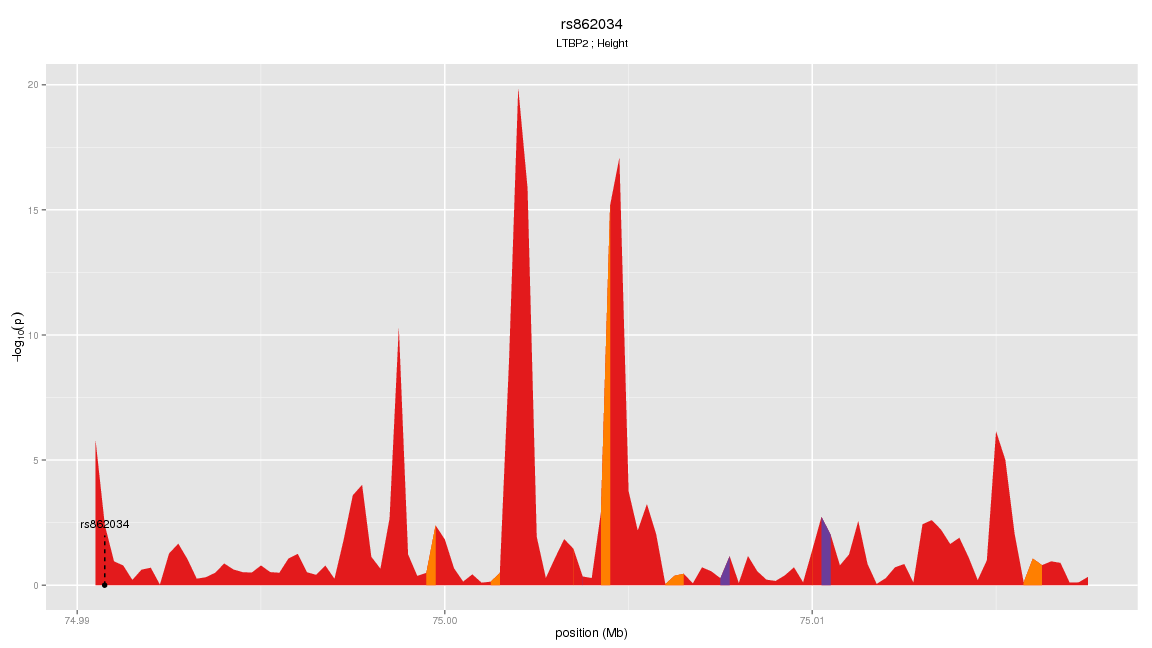 rs862034
LTBP2 ; Height
20
15
10
5
0
−log10(p)
rs862034
74.99
75.00
75.01
position (Mb)